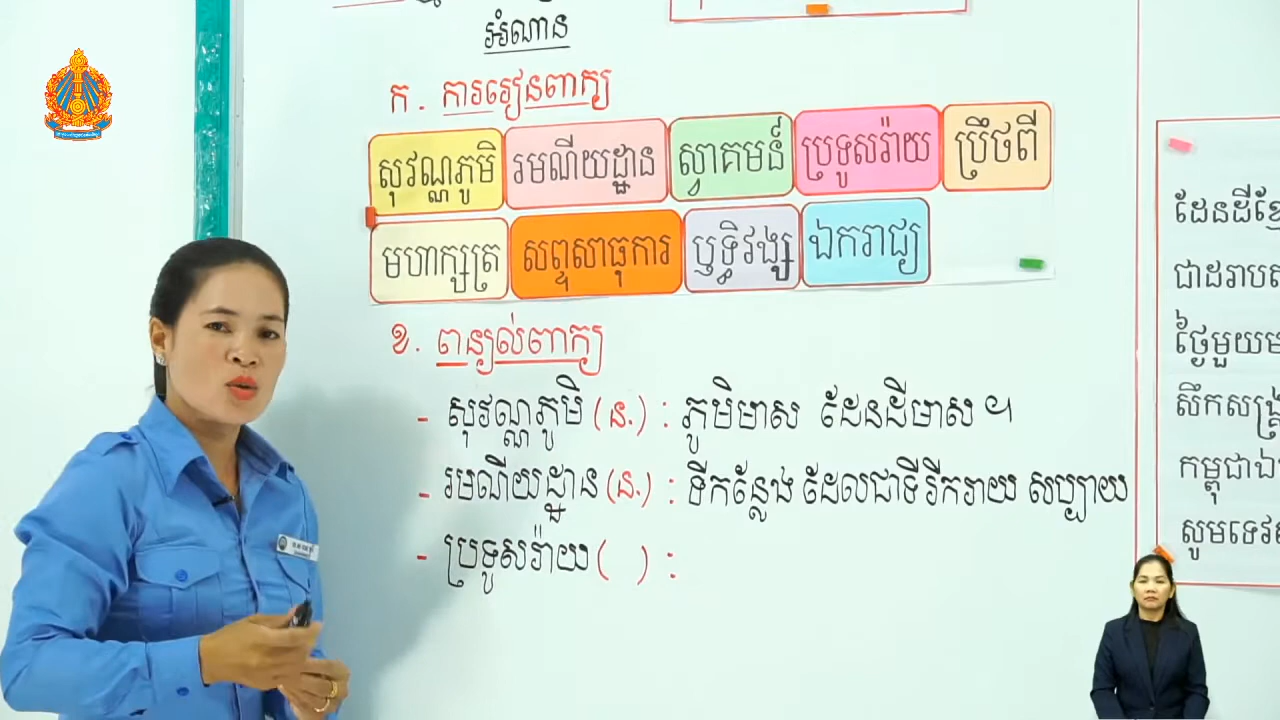 អំណាន
ក. ការរៀនពាក្យ
សុវណ្ណភូមិ រមណីយដ្ឋាន ស្វាគមន៍ ប្រទូសរ៉ាយ ប្រឹថពី
មហាក្សត្រ សព្ទសាធុការ ឫទ្ធិវង្ស ឯករាជ្យ
ខ. ពន្យល់ពាក្យ
- សុវណ្ណភូមិ (ន.) : ភូមិមាស ដែនដីមាស ។
- រមណីយដ្ឋាន (ន.) : ទីកន្លែង ដែលជាទីរីករាយ សប្បាយ
- ប្រទូសរ៉ាយ ( ) :
ដែនដីខ្មែ
ជាដរាប
ថ្ងៃមួយ
សឹកសង្គ្រ
កម្ពុជាឯ
សូមទេវ